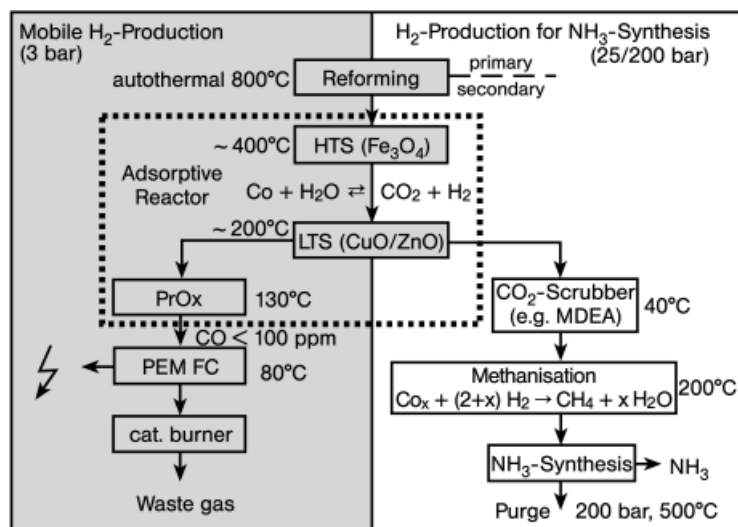 Mobile H₂-Production
(3 bar)
H₂-Production for NH₃-Synthesis
(25/200 bar)
autothermal 800°C
Reforming
primary
secondary
~400°C
HTS (Fe₃O₄)
Adsorptive
Reactor
Co + H₂O ⇄ CO₂ + H₂
~200°C
LTS (CuO/ZnO)
PrOx
130°C
CO₂-Scrubber
(e.g. MDEA)
40°C
CO < 100 ppm
PEM FC
80°C
Methanisation
Coₓ + (2+x) H₂ → CH₄ + x H₂O
200°C
cat. burner
NH₃-Synthesis
NH₃
Waste gas
Purge
200 bar, 500°C